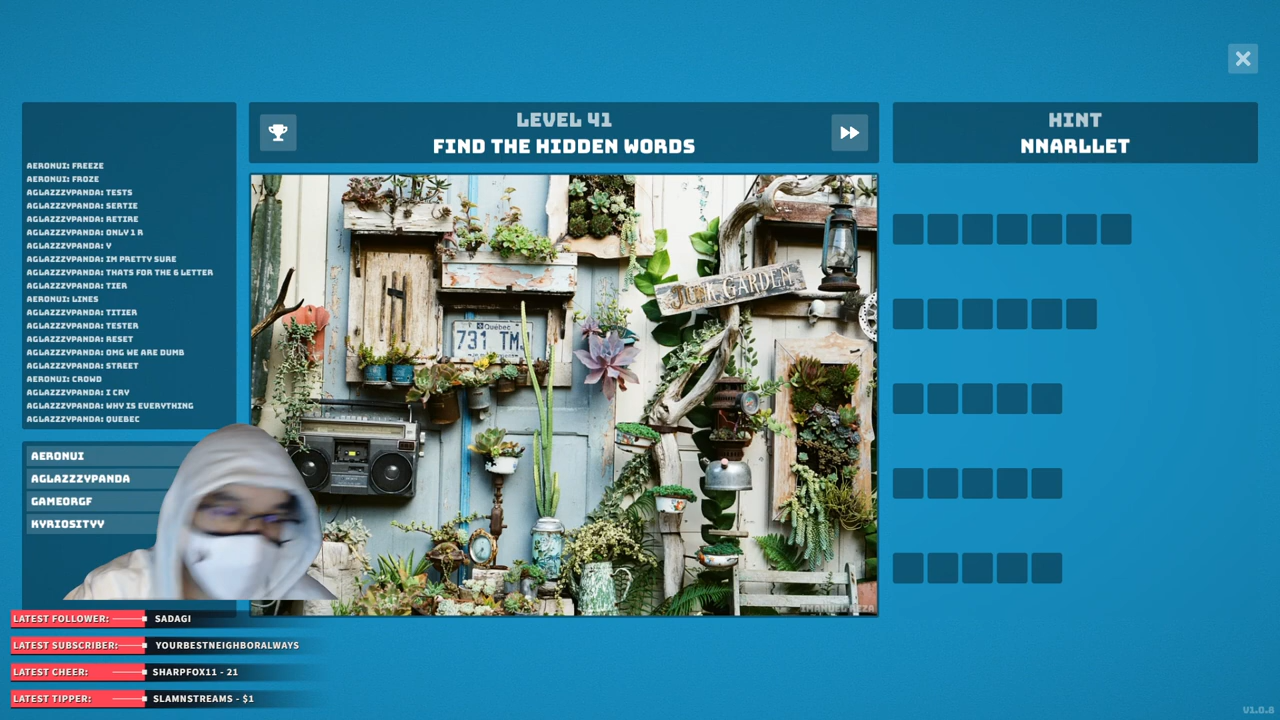 AERONUI: FREEZE
AERONUI: FROZE
AGLAZZZYPANDA: TESTS
AGLAZZZYPANDA: SERTIE
AGLAZZZYPANDA: RETIRE
AGLAZZZYPANDA: ONLY 1 R
AGLAZZZYPANDA: Y
AGLAZZZYPANDA: IM PRETTY SURE
AGLAZZZYPANDA: THATS FOR THE 6 LETTER
AGLAZZZYPANDA: TIER
AERONUI: LINES
AGLAZZZYPANDA: TITIER
AGLAZZZYPANDA: TESTER
AGLAZZZYPANDA: RESET
AGLAZZZYPANDA: OMG WE ARE DUMB
AGLAZZZYPANDA: STREET
AERONUI: CROWD
AGLAZZZYPANDA: I CRY
AGLAZZZYPANDA: WHY IS EVERYTHING
AGLAZZZYPANDA: QUEBEC
AERONUI
AGLAZZZYPANDA
GAMEORGF
KYRIOSITYY
LEVEL 41
FIND THE HIDDEN WORDS
Québec
731 TMJ
JUNK GARDEN
IMANUEL REZA
HINT
NNARLLET
LATEST FOLLOWER: SADAGI
LATEST SUBSCRIBER: YOURBESTNEIGHBORALWAYS
LATEST CHEER: SHARPFOX11 - 21
LATEST TIPPER: SLAMNSTREAMS - $1
V1.0.8